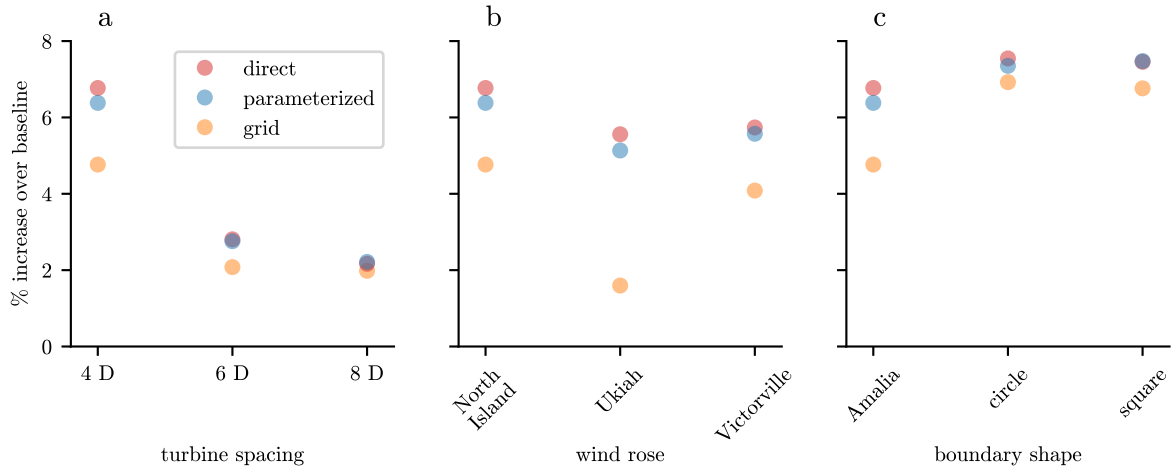 a
b
c
% increase over baseline
8
6
4
2
0
direct
parameterized
grid
4 D
6 D
8 D
turbine spacing
North
Island
Ukiah
Victorville
wind rose
Amalia
circle
square
boundary shape